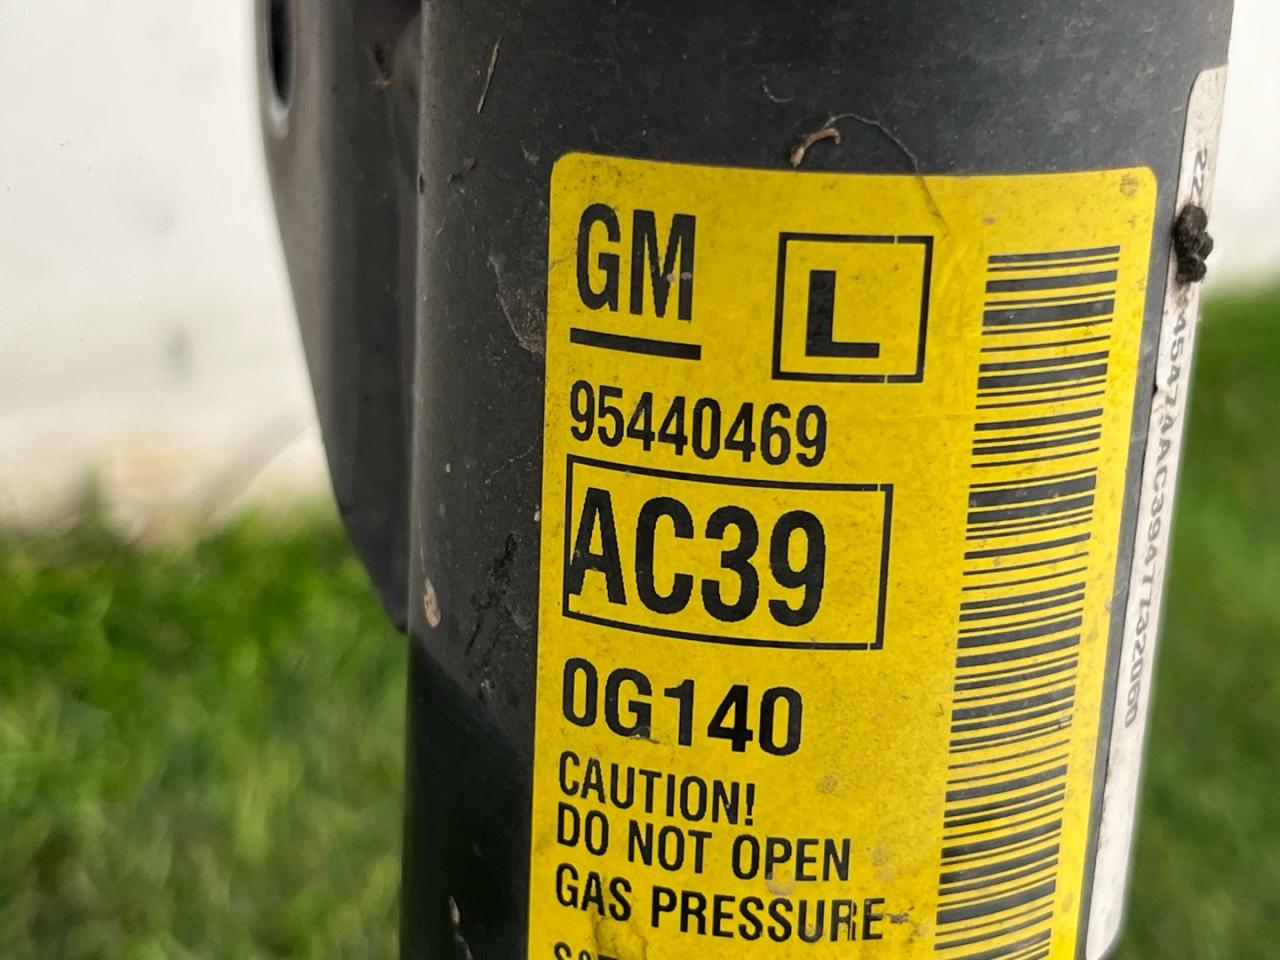 GM
L
95440469
AC39
0G140
CAUTION!
DO NOT OPEN
GAS PRESSURE